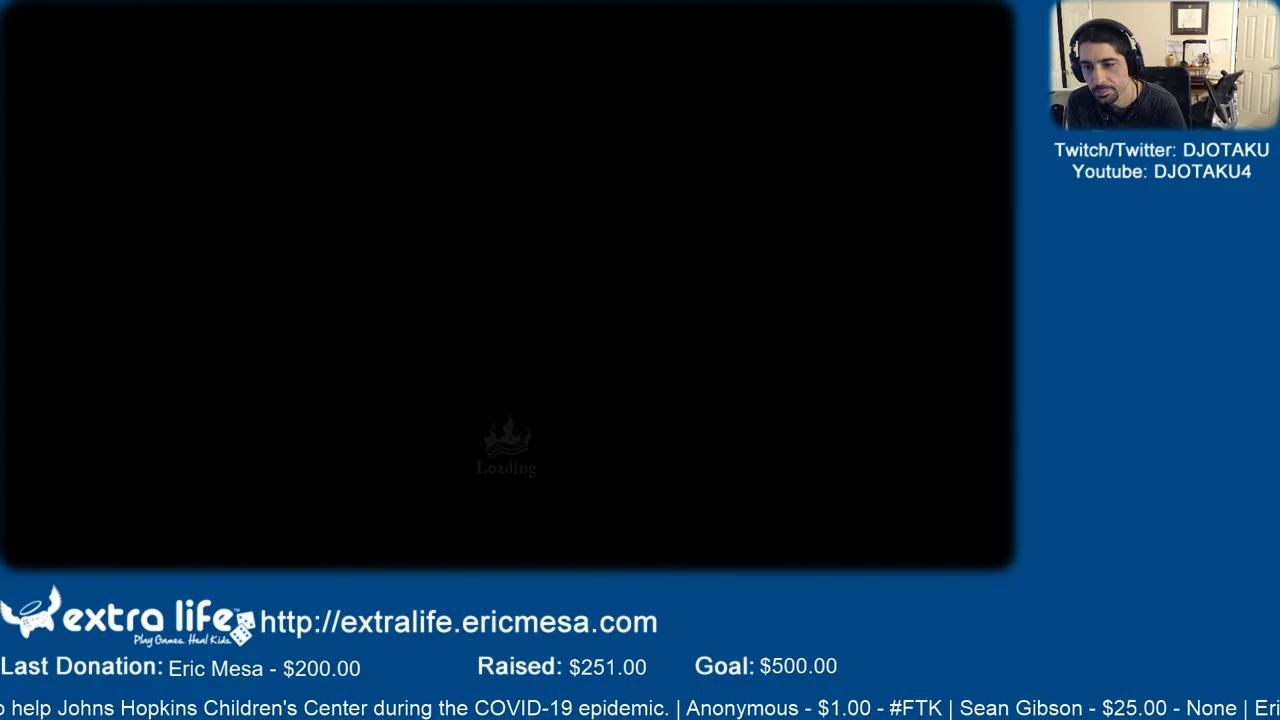 Twitch/Twitter: DJOTAKU
Youtube: DJOTAKU4
Loading
extra life
Play Games. Heal Kids.
http://extralife.ericmesa.com
Last Donation: Eric Mesa - $200.00
Raised: $251.00
Goal: $500.00
o help Johns Hopkins Children's Center during the COVID-19 epidemic. | Anonymous - $1.00 - #FTK | Sean Gibson - $25.00 - None | Eri